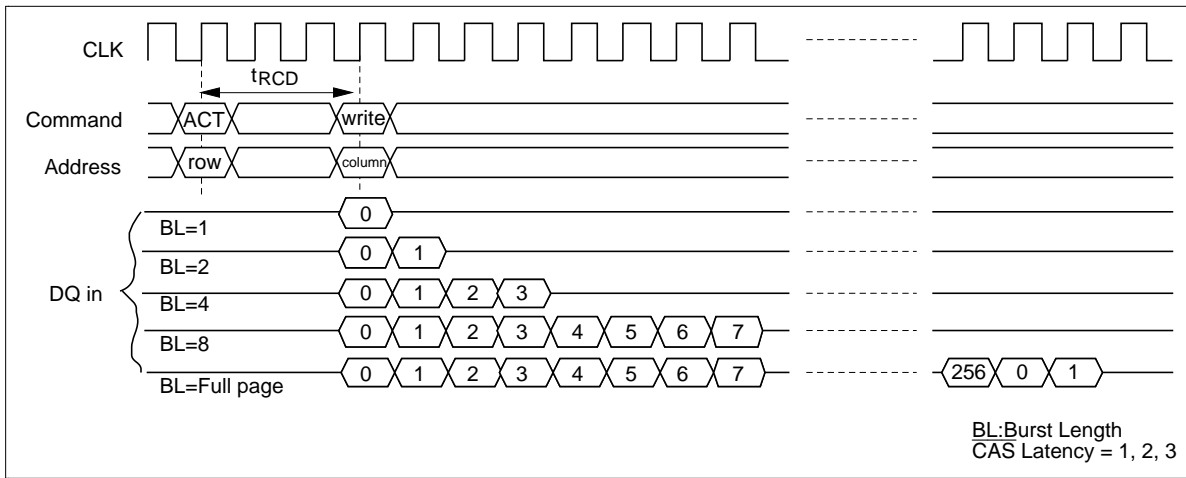 CLK
tRCD
Command ACT write
Address row column
DQ in
0
BL=1
0 1
BL=2
0 1 2 3
BL=4
0 1 2 3 4 5 6 7
BL=8
0 1 2 3 4 5 6 7 256 0 1
BL=Full page
BL:Burst Length
CAS Latency = 1, 2, 3